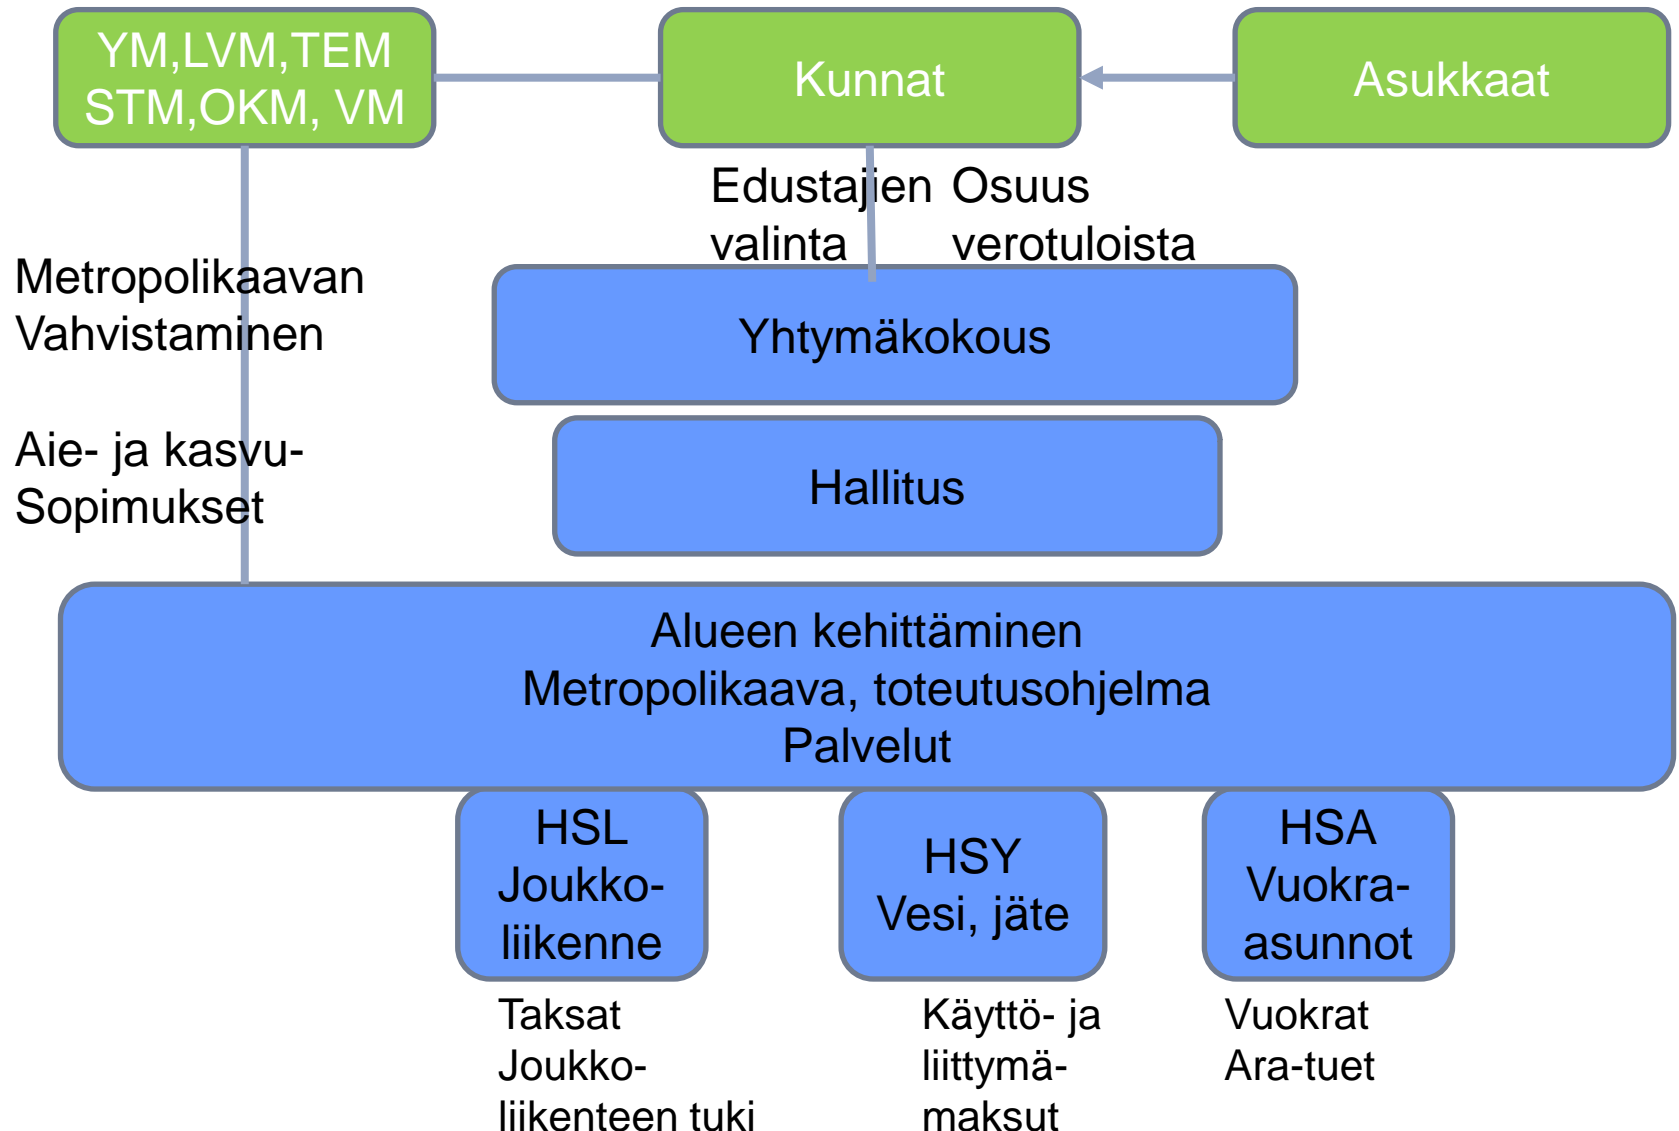 YM,LVM,TEM
STM,OKM, VM
Kunnat
Asukkaat
Edustajien
valinta
Osuus
verotuloista
Metropolikaavan
Vahvistaminen
Yhtymäkokous
Aie- ja kasvu-
Sopimukset
Hallitus
Alueen kehittäminen
Metropolikaava, toteutusohjelma
Palvelut
HSL
Joukko-
liikenne
HSY
Vesi, jäte
HSA
Vuokra-
asunnot
Taksat
Joukko-
liikenteen tuki
Käyttö- ja
liittymä-
maksut
Vuokrat
Ara-tuet